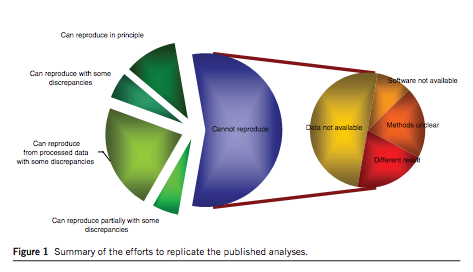 Can reproduce in principle
Can reproduce with some
discrepancies
Can reproduce
from processed data
with some discrepancies
Can reproduce partially with some
discrepancies
Cannot reproduce
Software not available
Data not available
Methods unclear
Different result
Figure 1 Summary of the efforts to replicate the published analyses.